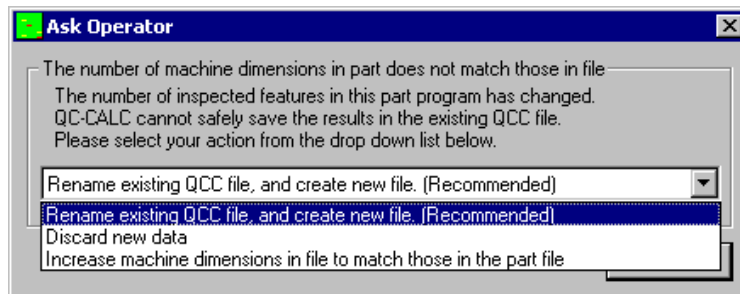 Ask Operator
The number of machine dimensions in part does not match those in file
The number of inspected features in this part program has changed.
QC-CALC cannot safely save the results in the existing QCC file.
Please select your action from the drop down list below.
Rename existing QCC file, and create new file. (Recommended)
Rename existing QCC file, and create new file. (Recommended)
Discard new data
Increase machine dimensions in file to match those in the part file